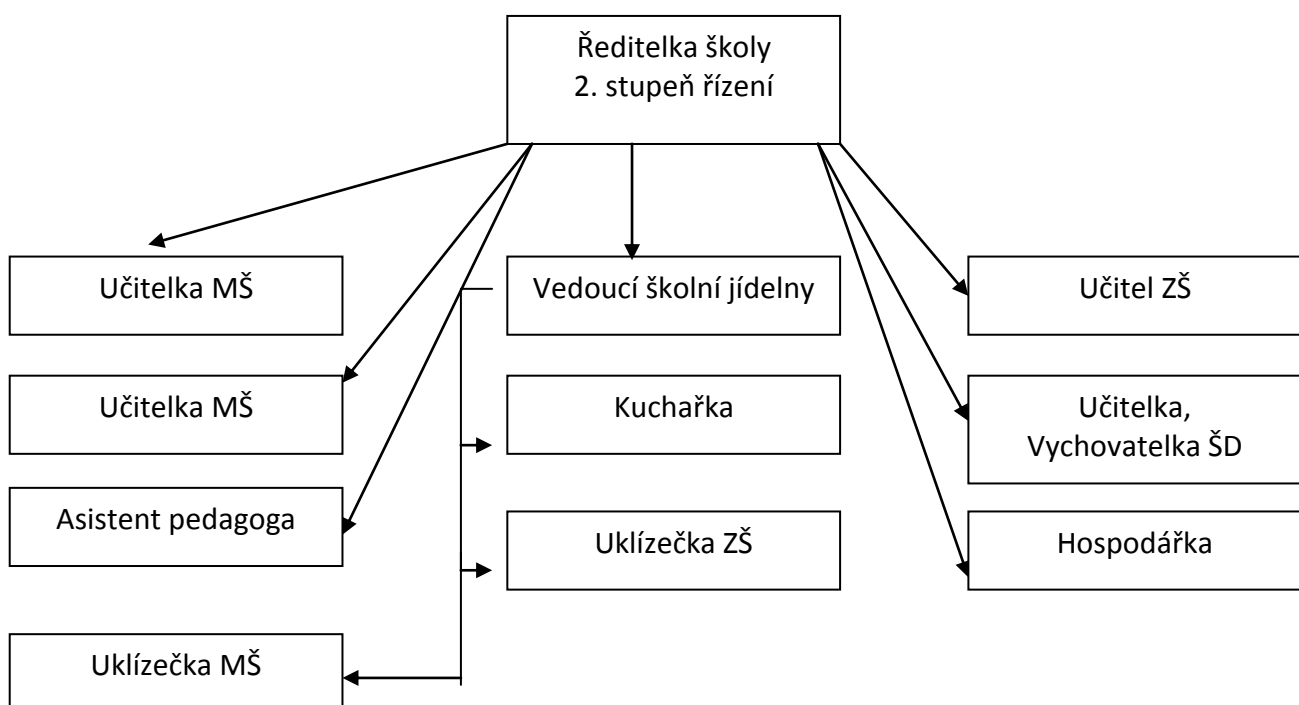 Ředitelka školy
2. stupeň řízení
Učitelka MŠ
Vedoucí školní jídelny
Učitel ZŠ
Učitelka MŠ
Kuchařka
Učitelka,
Vychovatelka ŠD
Asistent pedagoga
Uklízečka ZŠ
Hospodářka
Uklízečka MŠ